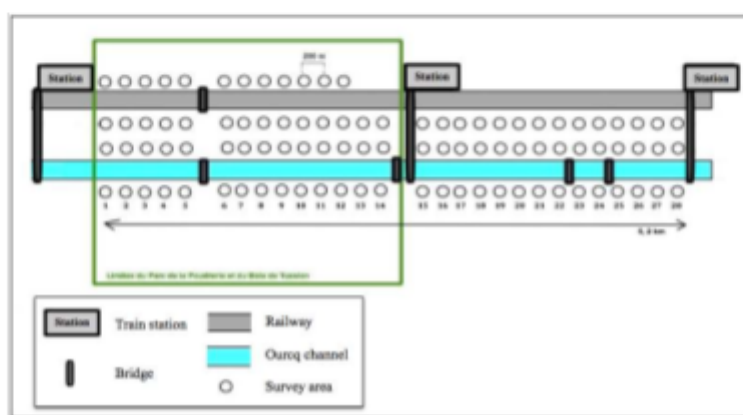 200 m
Station
Station
Station
1 2 3 4 5 6 7 8 9 10 11 12 13 14 15 16 17 18 19 20 21 22 23 24 25 26 27 28
5,2 km
Limites du Parc de la Poudrerie et du Bois de Tussion
Station Train station
Railway
Ourcq channel
Bridge
Survey area